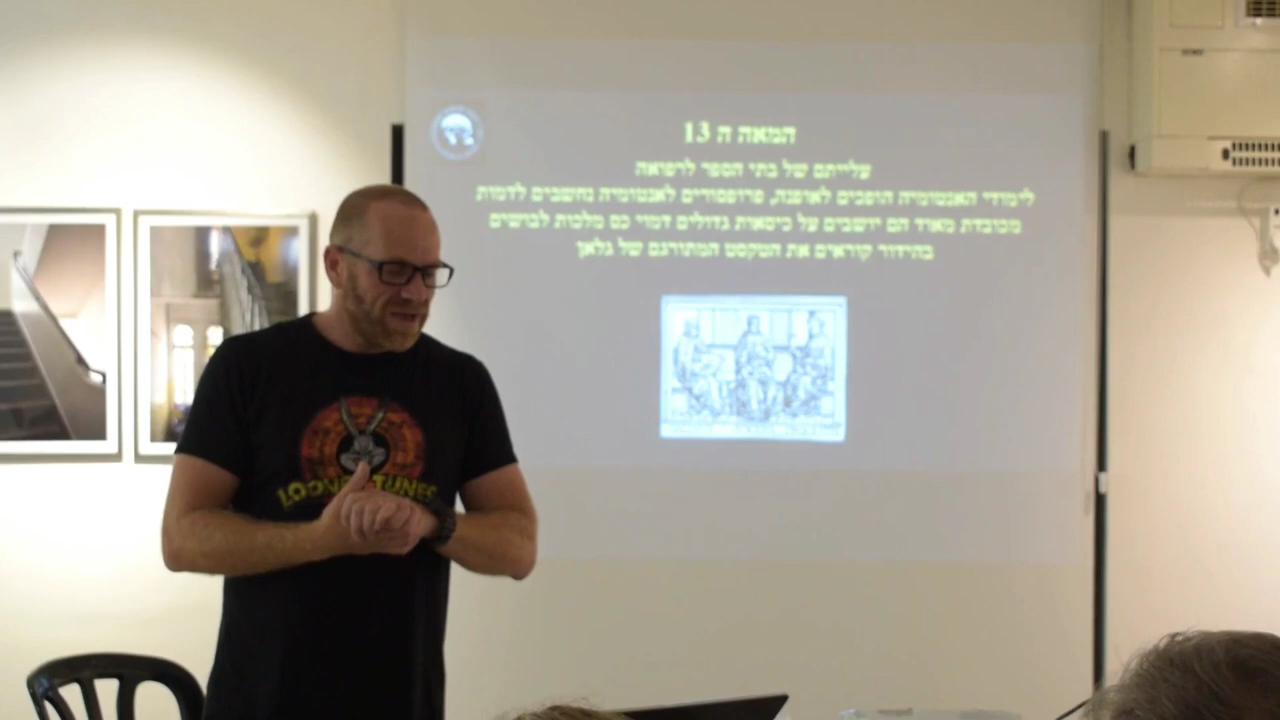 המאה ה 13
עלייתם של בתי הספר לרפואה
לימודי האנטומיה הופכים לאופנה, פרופסורים לאנטומיה נחשבים לדמות
מכובדת מאוד הם יושבים על כיסאות גדולים דמוי כס מלכות לבושים
בהידור קוראים את הטקסט המתורגם של גלאן
LOONEY TUNES